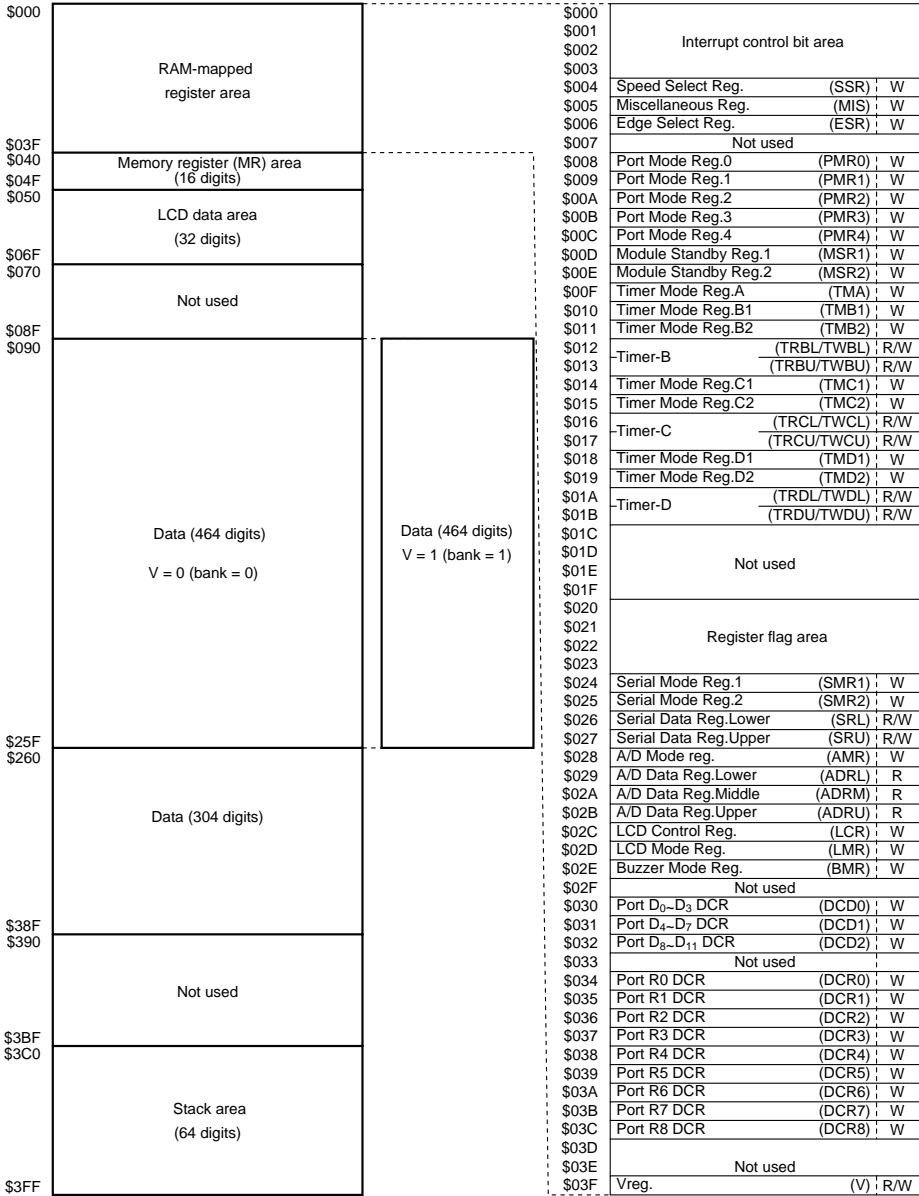 $000
RAM-mapped
register area
$03F
$040
Memory register (MR) area
(16 digits)
$04F
$050
LCD data area
(32 digits)
$06F
$070
Not used
$08F
$090
Data (464 digits)
V = 0 (bank = 0)
Data (464 digits)
V = 1 (bank = 1)
$25F
$260
Data (304 digits)
$38F
$390
Not used
$3BF
$3C0
Stack area
(64 digits)
$3FF
$000
$001
Interrupt control bit area
$002
$003
$004 Speed Select Reg. (SSR) W
$005 Miscellaneous Reg. (MIS) W
$006 Edge Select Reg. (ESR) W
$007 Not used
$008 Port Mode Reg.0 (PMR0) W
$009 Port Mode Reg.1 (PMR1) W
$00A Port Mode Reg.2 (PMR2) W
$00B Port Mode Reg.3 (PMR3) W
$00C Port Mode Reg.4 (PMR4) W
$00D Module Standby Reg.1 (MSR1) W
$00E Module Standby Reg.2 (MSR2) W
$00F Timer Mode Reg.A (TMA) W
$010 Timer Mode Reg.B1 (TMB1) W
$011 Timer Mode Reg.B2 (TMB2) W
$012 (TRBL/TWBL) R/W
Timer-B
$013 (TRBU/TWBU) R/W
$014 Timer Mode Reg.C1 (TMC1) W
$015 Timer Mode Reg.C2 (TMC2) W
$016 (TRCL/TWCL) R/W
Timer-C
$017 (TRCU/TWCU) R/W
$018 Timer Mode Reg.D1 (TMD1) W
$019 Timer Mode Reg.D2 (TMD2) W
$01A (TRDL/TWDL) R/W
Timer-D
$01B (TRDU/TWDU) R/W
$01C
$01D
Not used
$01E
$01F
$020
$021
Register flag area
$022
$023
$024 Serial Mode Reg.1 (SMR1) W
$025 Serial Mode Reg.2 (SMR2) W
$026 Serial Data Reg.Lower (SRL) R/W
$027 Serial Data Reg.Upper (SRU) R/W
$028 A/D Mode reg. (AMR) W
$029 A/D Data Reg.Lower (ADRL) R
$02A A/D Data Reg.Middle (ADRM) R
$02B A/D Data Reg.Upper (ADRU) R
$02C LCD Control Reg. (LCR) W
$02D LCD Mode Reg. (LMR) W
$02E Buzzer Mode Reg. (BMR) W
$02F Not used
$030 Port D₀~D₃ DCR (DCD0) W
$031 Port D₄~D₇ DCR (DCD1) W
$032 Port D₈~D₁₁ DCR (DCD2) W
$033 Not used
$034 Port R0 DCR (DCR0) W
$035 Port R1 DCR (DCR1) W
$036 Port R2 DCR (DCR2) W
$037 Port R3 DCR (DCR3) W
$038 Port R4 DCR (DCR4) W
$039 Port R5 DCR (DCR5) W
$03A Port R6 DCR (DCR6) W
$03B Port R7 DCR (DCR7) W
$03C Port R8 DCR (DCR8) W
$03D
$03E Not used
$03F Vreg. (V) R/W